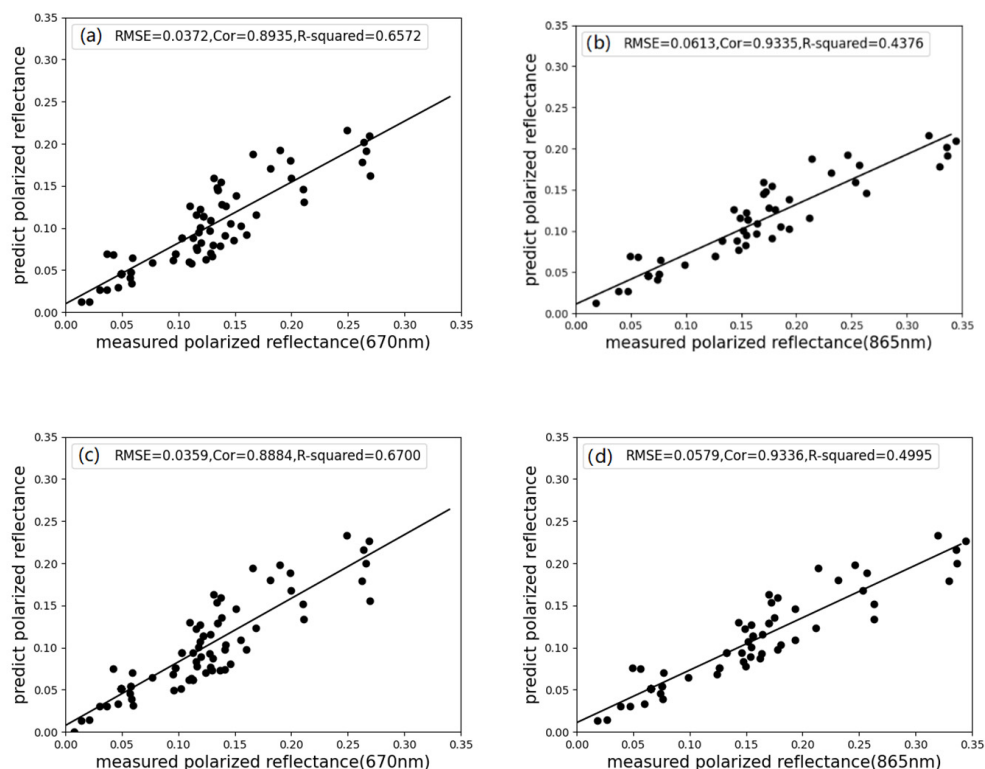 (a) RMSE=0.0372,Cor=0.8935,R-squared=0.6572
0.35
0.30
0.25
0.20
0.15
0.10
0.05
0.00
predict polarized reflectance
0.00 0.05 0.10 0.15 0.20 0.25 0.30 0.35
measured polarized reflectance(670nm)
(b) RMSE=0.0613,Cor=0.9335,R-squared=0.4376
0.35
0.30
0.25
0.20
0.15
0.10
0.05
0.00
predict polarized reflectance
0.00 0.05 0.10 0.15 0.20 0.25 0.30 0.35
measured polarized reflectance(865nm)
(c) RMSE=0.0359,Cor=0.8884,R-squared=0.6700
0.35
0.30
0.25
0.20
0.15
0.10
0.05
0.00
predict polarized reflectance
0.00 0.05 0.10 0.15 0.20 0.25 0.30 0.35
measured polarized reflectance(670nm)
(d) RMSE=0.0579,Cor=0.9336,R-squared=0.4995
0.35
0.30
0.25
0.20
0.15
0.10
0.05
0.00
predict polarized reflectance
0.00 0.05 0.10 0.15 0.20 0.25 0.30 0.35
measured polarized reflectance(865nm)